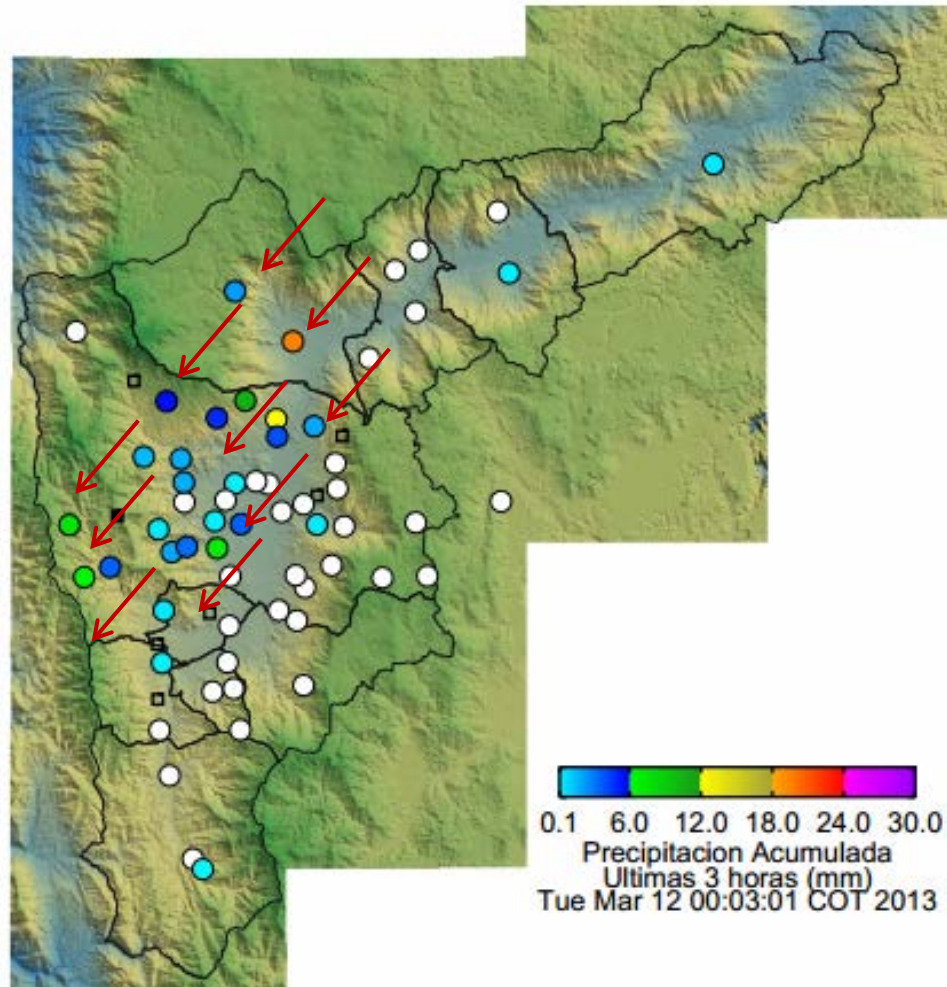 0.1 6.0 12.0 18.0 24.0 30.0
Precipitacion Acumulada
Ultimas 3 horas (mm)
Tue Mar 12 00:03:01 COT 2013